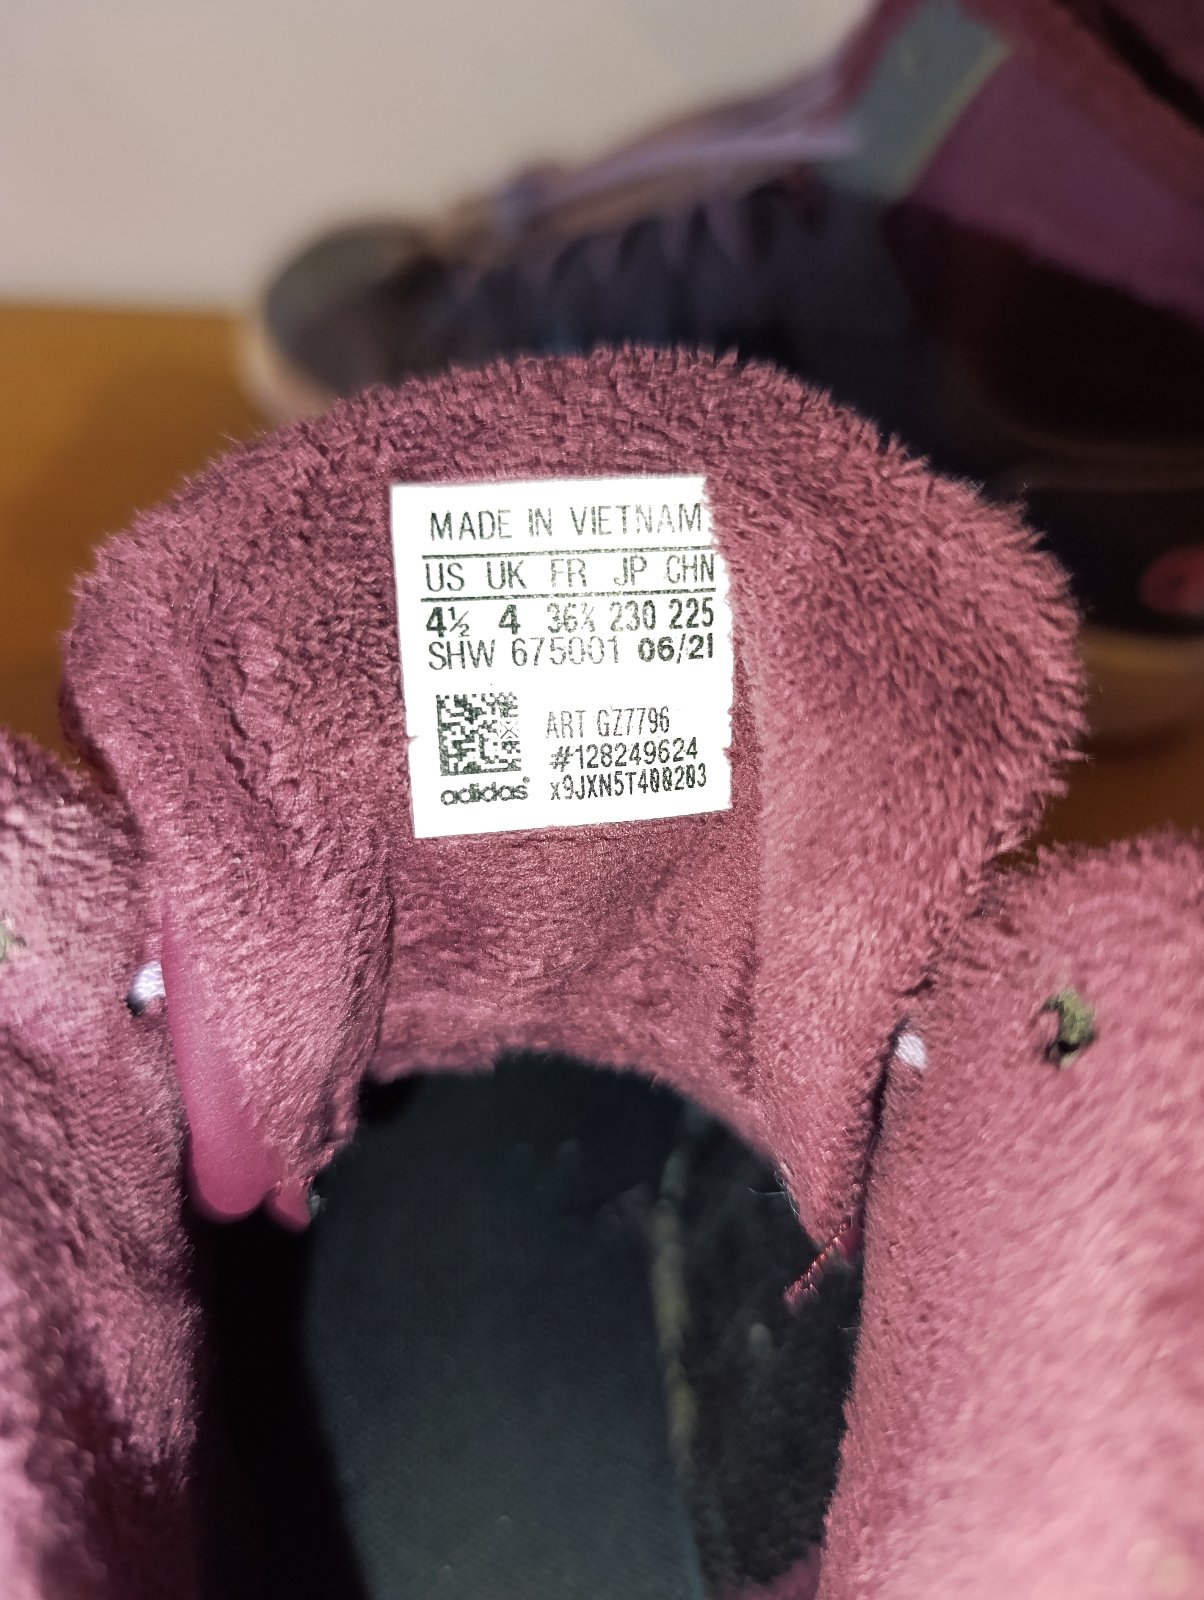 MADE IN VIETNAM
US UK FR JP CHN
4½ 4 36⅔ 230 225
SHW 675001 06/21
ART GZ7796
#128249624
x9JXN5T400203
adidas